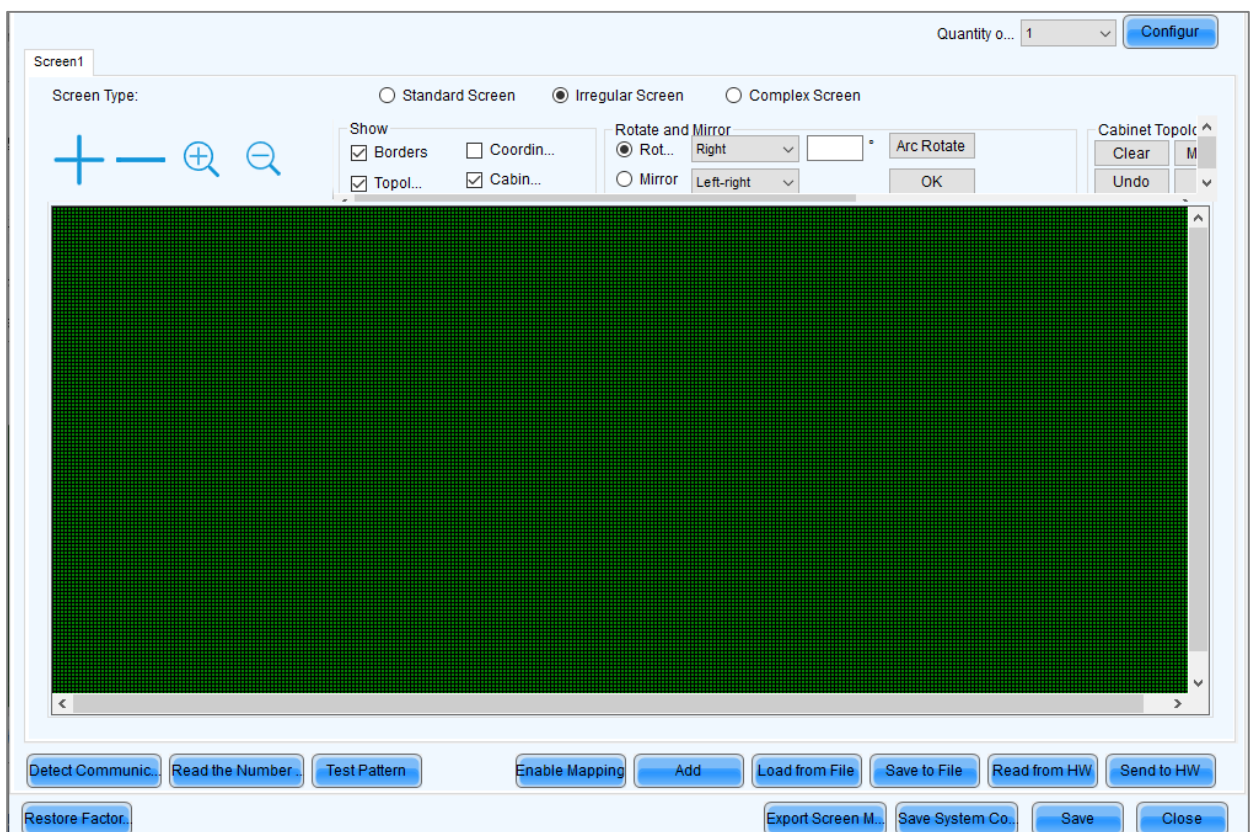 Quantity o... 1 Configur
Screen1
Screen Type: Standard Screen Irregular Screen Complex Screen
Show Rotate and Mirror Cabinet Topolc
Borders Coordin... Rot... Right ° Arc Rotate Clear M
Topol... Cabin... Mirror Left-right OK Undo
Detect Communic... Read the Number .. Test Pattern Enable Mapping Add Load from File Save to File Read from HW Send to HW
Restore Factor.. Export Screen M... Save System Co.. Save Close